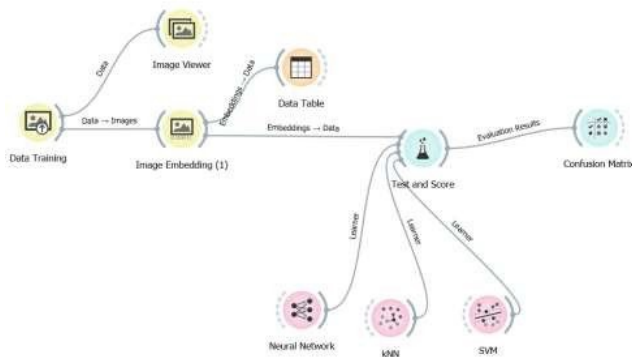 Data
Image Viewer
Embeddings → Data
Data Table
Data → Images
Embeddings → Data
Evaluation Results
Data Training
Image Embedding (1)
Test and Score
Confusion Matrix
Learner
Learner
Learner
Neural Network
kNN
SVM